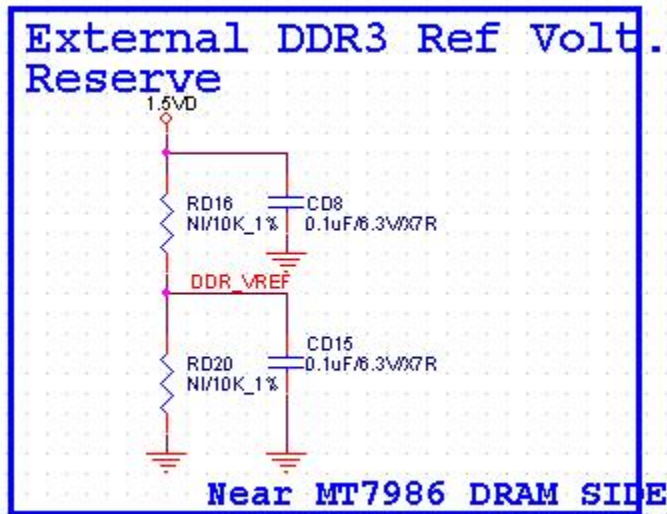 External DDR3 Ref Volt.
Reserve
1.5VD
RD16
NI/10K_1%
CD8
0.1uF/6.3V/X7R
DDR_VREF
RD20
NI/10K_1%
CD15
0.1uF/6.3V/X7R
Near MT7986 DRAM SIDE